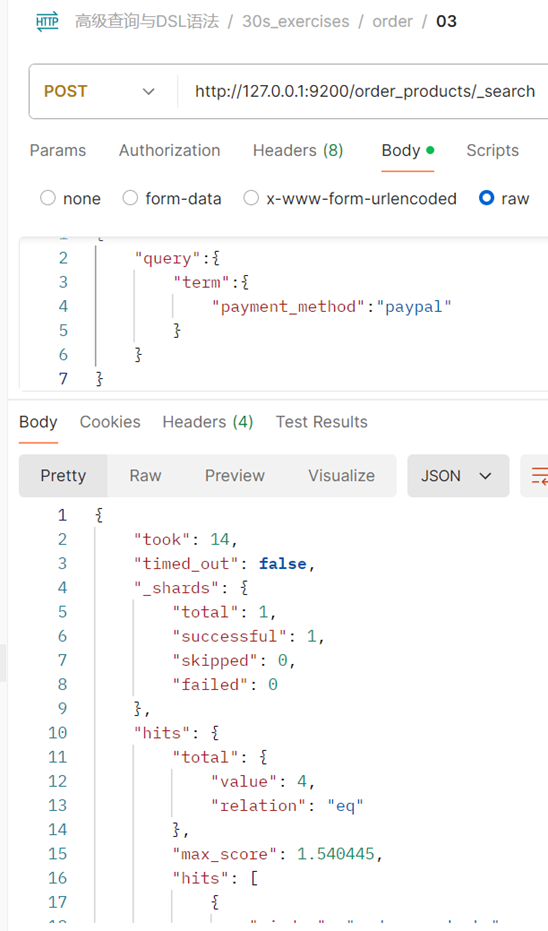 HTTP 高级查询与DSL语法 / 30s_exercises / order / 03
POST http://127.0.0.1:9200/order_products/_search
Params Authorization Headers (8) Body Scripts
none form-data x-www-form-urlencoded raw
2 "query":{
3 "term":{
4 "payment_method":"paypal"
5 }
6 }
7 }
Body Cookies Headers (4) Test Results
Pretty Raw Preview Visualize JSON
1 {
2 "took": 14,
3 "timed_out": false,
4 "_shards": {
5 "total": 1,
6 "successful": 1,
7 "skipped": 0,
8 "failed": 0
9 },
10 "hits": {
11 "total": {
12 "value": 4,
13 "relation": "eq"
14 },
15 "max_score": 1.540445,
16 "hits": [
17 {